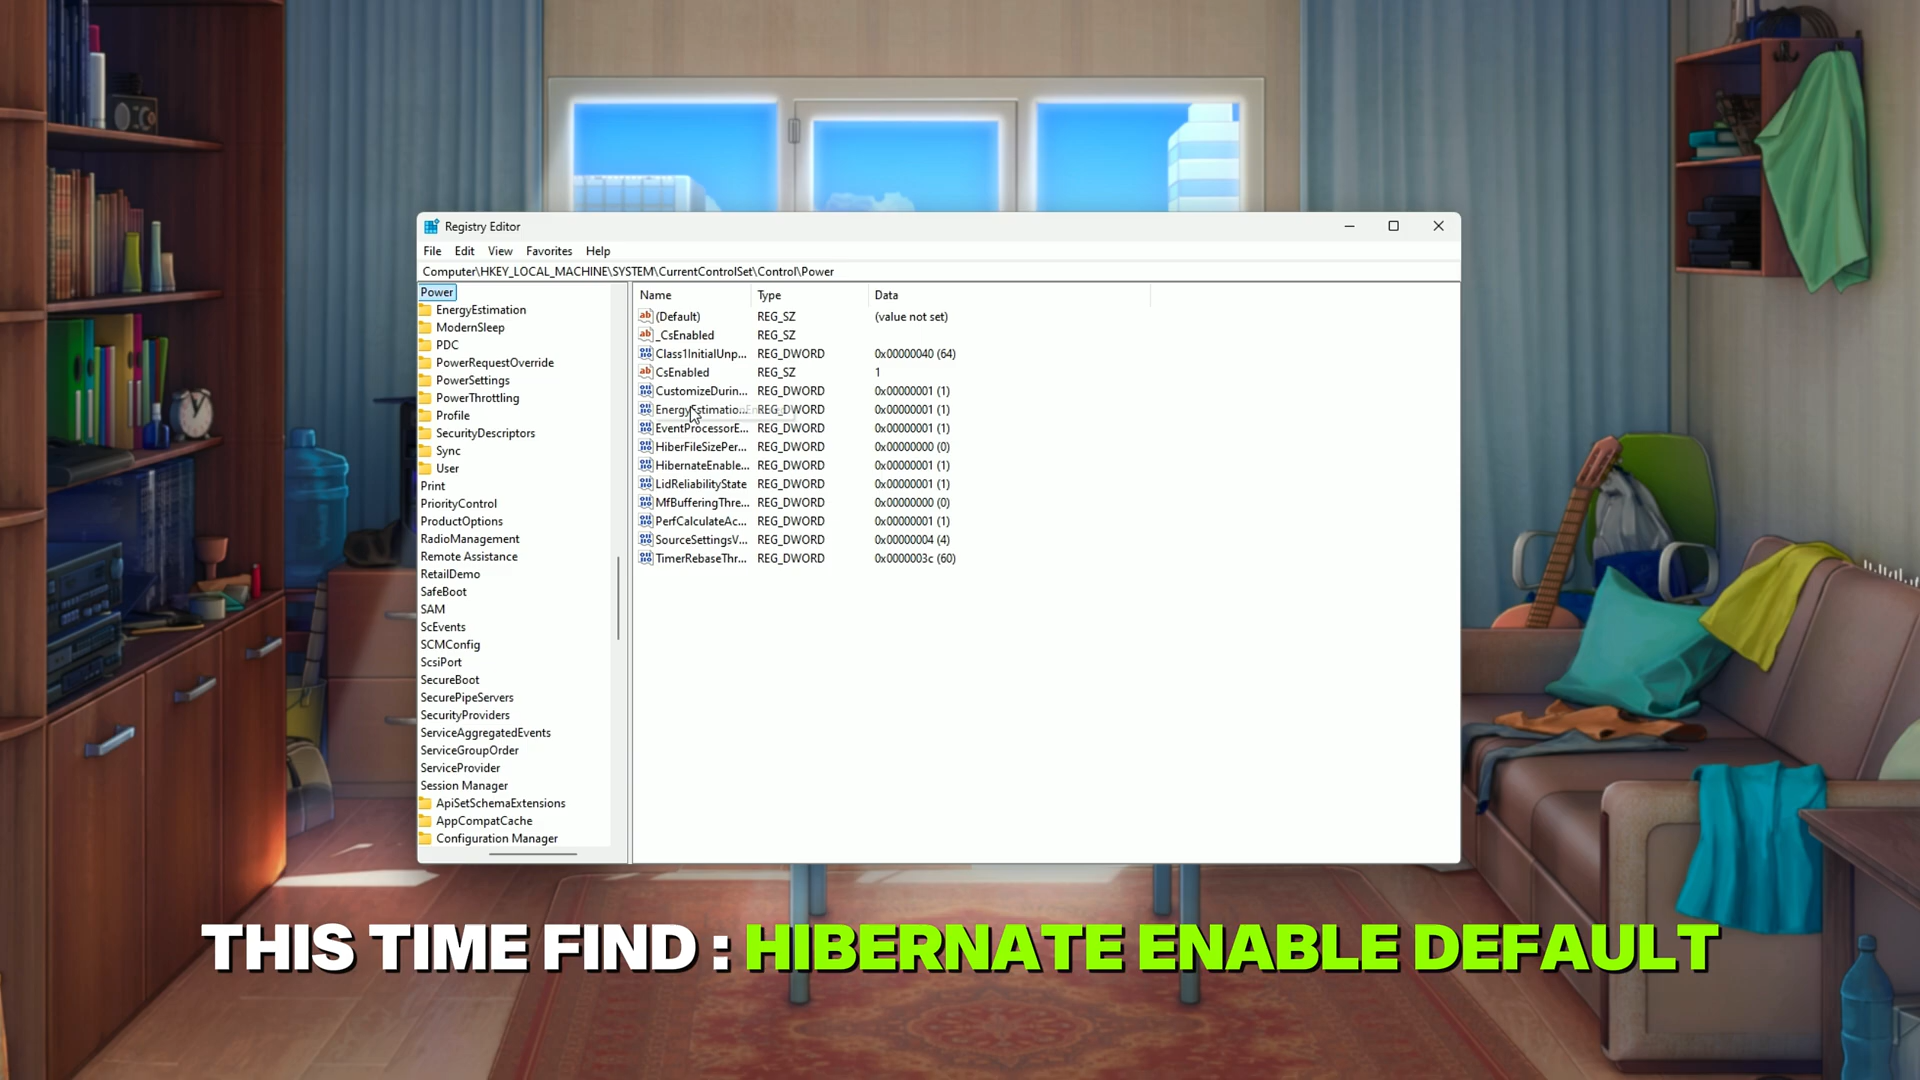 Registry Editor
File Edit View Favorites Help
Computer\HKEY_LOCAL_MACHINE\SYSTEM\CurrentControlSet\Control\Power
Power
EnergyEstimation
ModernSleep
PDC
PowerRequestOverride
PowerSettings
PowerThrottling
Profile
SecurityDescriptors
Sync
User
Print
PriorityControl
ProductOptions
RadioManagement
Remote Assistance
RetailDemo
SafeBoot
SAM
ScEvents
SCMConfig
ScsiPort
SecureBoot
SecurePipeServers
SecurityProviders
ServiceAggregatedEvents
ServiceGroupOrder
ServiceProvider
Session Manager
ApiSetSchemaExtensions
AppCompatCache
Configuration Manager
Name Type Data
(Default) REG_SZ (value not set)
_CsEnabled REG_SZ
Class1InitialUnp... REG_DWORD 0x00000040 (64)
CsEnabled REG_SZ 1
CustomizeDurin... REG_DWORD 0x00000001 (1)
EnergyEstimatio... REG_DWORD 0x00000001 (1)
EventProcessorE... REG_DWORD 0x00000001 (1)
HiberFileSizePer... REG_DWORD 0x00000000 (0)
HibernateEnable... REG_DWORD 0x00000001 (1)
LidReliabilityState REG_DWORD 0x00000001 (1)
MfBufferingThre... REG_DWORD 0x00000000 (0)
PerfCalculateAc... REG_DWORD 0x00000001 (1)
SourceSettingsV... REG_DWORD 0x00000004 (4)
TimerRebaseThr... REG_DWORD 0x0000003c (60)
THIS TIME FIND : HIBERNATE ENABLE DEFAULT